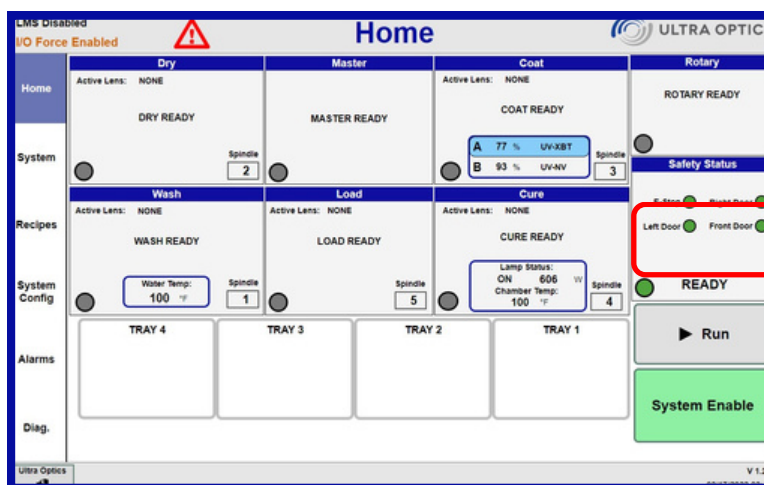 LMS Disabled
I/O Force Enabled
Home
ULTRA OPTIC
Home
System
Recipes
System
Config
Alarms
Diag.
Dry
Active Lens: NONE
DRY READY
Spindle
2
Master
MASTER READY
Coat
Active Lens: NONE
COAT READY
A 77 % UV-XBT
B 93 % UV-NV
Spindle
3
Rotary
ROTARY READY
Wash
Active Lens: NONE
WASH READY
Water Temp:
100 °F
Spindle
1
Load
Active Lens: NONE
LOAD READY
Spindle
5
Cure
Active Lens: NONE
CURE READY
Lamp Status:
ON 606 W
Chamber Temp:
100 °F
Spindle
4
Safety Status
E-Stop Right Door
Left Door Front Door
READY
TRAY 4
TRAY 3
TRAY 2
TRAY 1
Run
System Enable
Ultra Optics
V 1.2